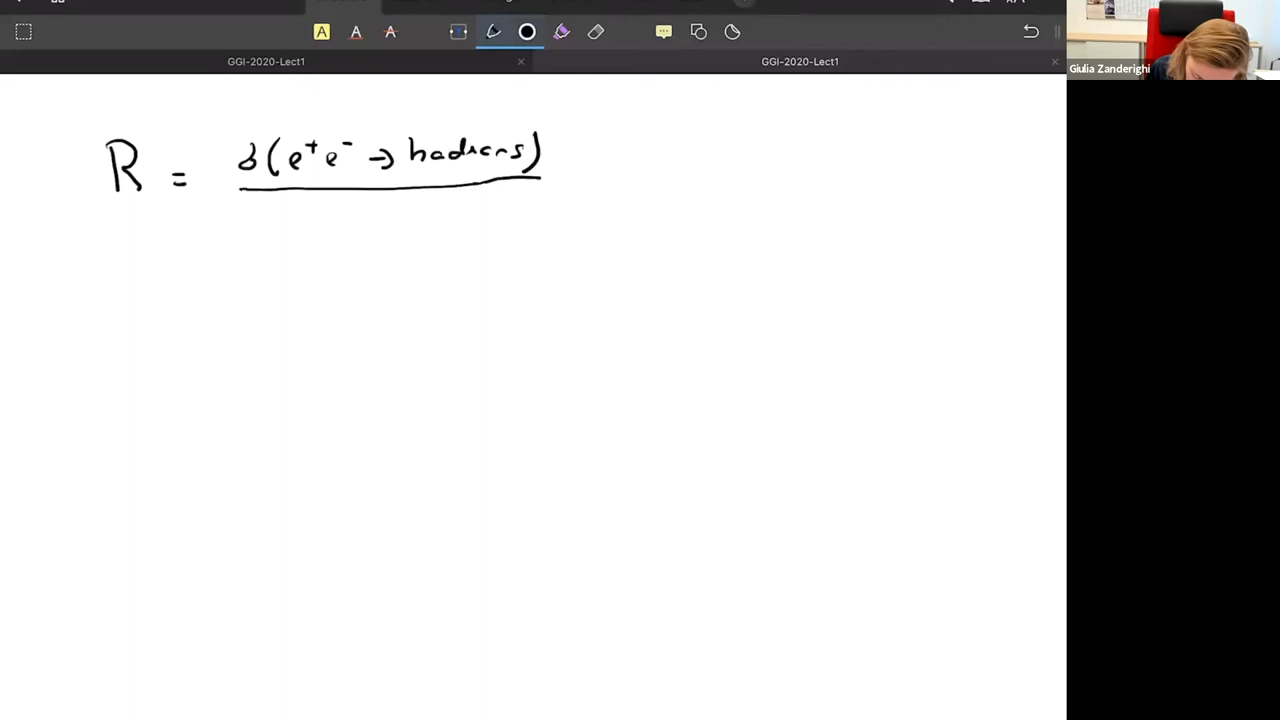 GGI-2020-Lect1
GGI-2020-Lect1
Giulia Zanderighi
R = σ(e⁺e⁻ → hadrons)